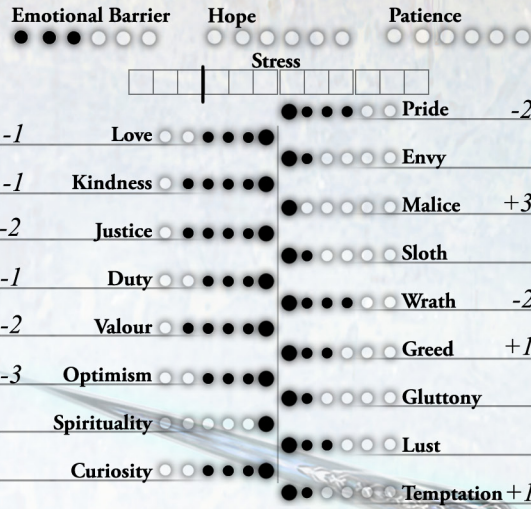 Emotional Barrier Hope Patience
Stress
Pride -2
-1 Love
Envy
-1 Kindness
Malice +3
-2 Justice
Sloth
-1 Duty
Wrath -2
-2 Valour
Greed +1
-3 Optimism
Gluttony
Spirituality
Lust
Curiosity
Temptation +1